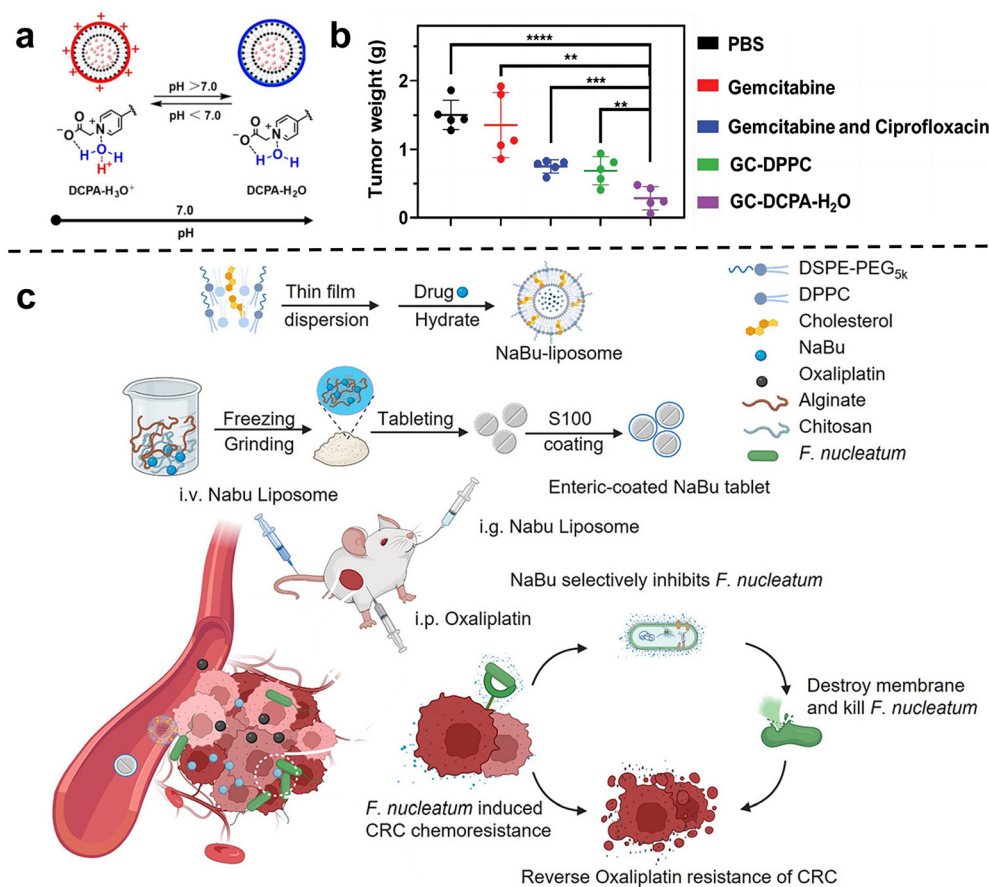 a
pH >7.0
pH < 7.0
DCPA-H₃O⁺
DCPA-H₂O
7.0
pH
b
Tumor weight (g)
2
1
0
****
**
***
**
PBS
Gemcitabine
Gemcitabine and Ciprofloxacin
GC-DPPC
GC-DCPA-H₂O
c
Thin film
dispersion
Drug
Hydrate
NaBu-liposome
DSPE-PEG5k
DPPC
Cholesterol
NaBu
Oxaliplatin
Alginate
Chitosan
F. nucleatum
Freezing
Grinding
Tableting
S100
coating
Enteric-coated NaBu tablet
i.v. Nabu Liposome
i.g. Nabu Liposome
i.p. Oxaliplatin
NaBu selectively inhibits F. nucleatum
Destroy membrane
and kill F. nucleatum
F. nucleatum induced
CRC chemoresistance
Reverse Oxaliplatin resistance of CRC